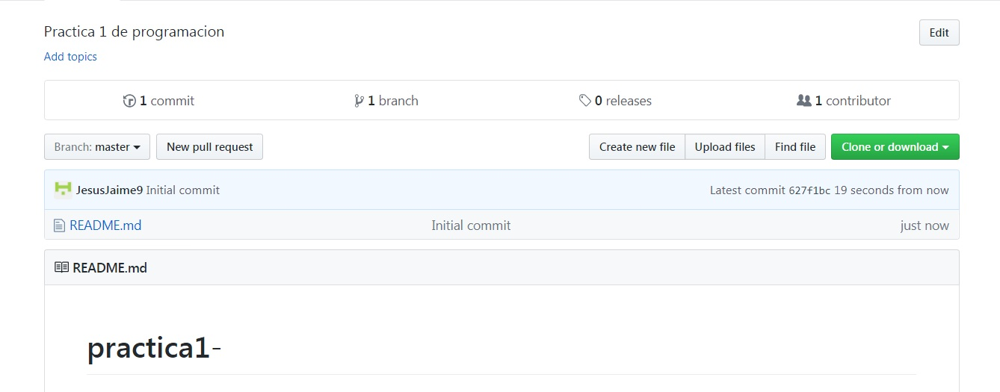 Practica 1 de programacion
Edit
Add topics
1 commit
1 branch
0 releases
1 contributor
Branch: master
New pull request
Create new file
Upload files
Find file
Clone or download
JesusJaime9 Initial commit
Latest commit 627f1bc 19 seconds from now
README.md
Initial commit
just now
README.md
practica1-